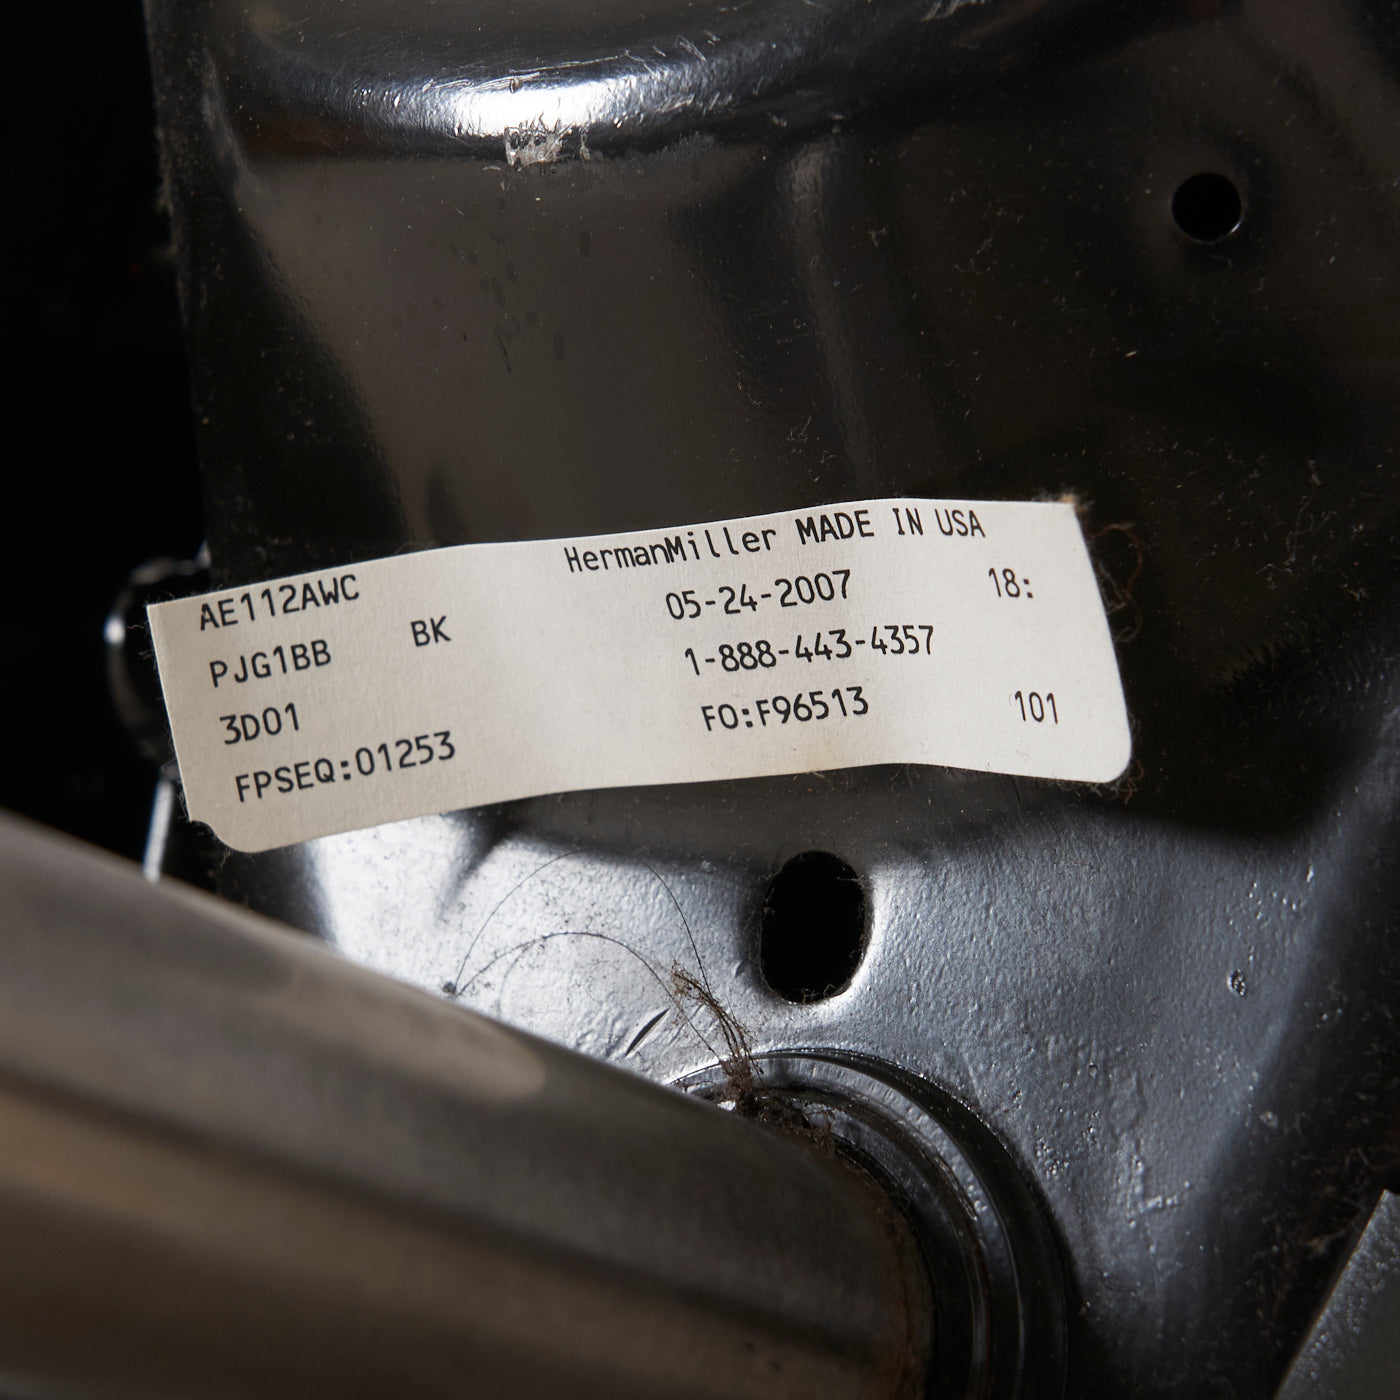 HermanMiller MADE IN USA
AE112AWC 05-24-2007 18:
PJG1BB BK 1-888-443-4357
3D01 FO:F96513 101
FPSEQ:01253